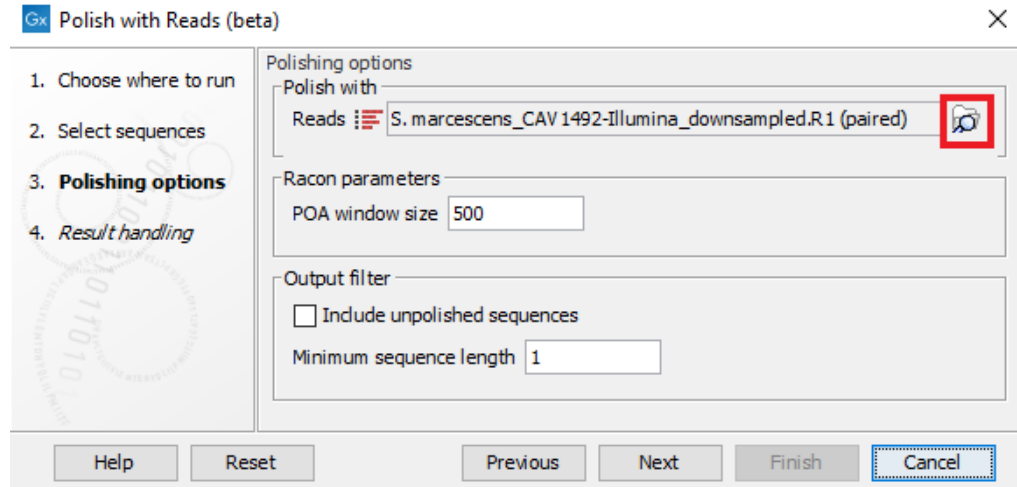 Gx Polish with Reads (beta)
1. Choose where to run
2. Select sequences
3. Polishing options
4. Result handling
Polishing options
Polish with
Reads S. marcescens_CAV1492-Illumina_downsampled.R1 (paired)
Racon parameters
POA window size 500
Output filter
Include unpolished sequences
Minimum sequence length 1
Help Reset Previous Next Finish Cancel